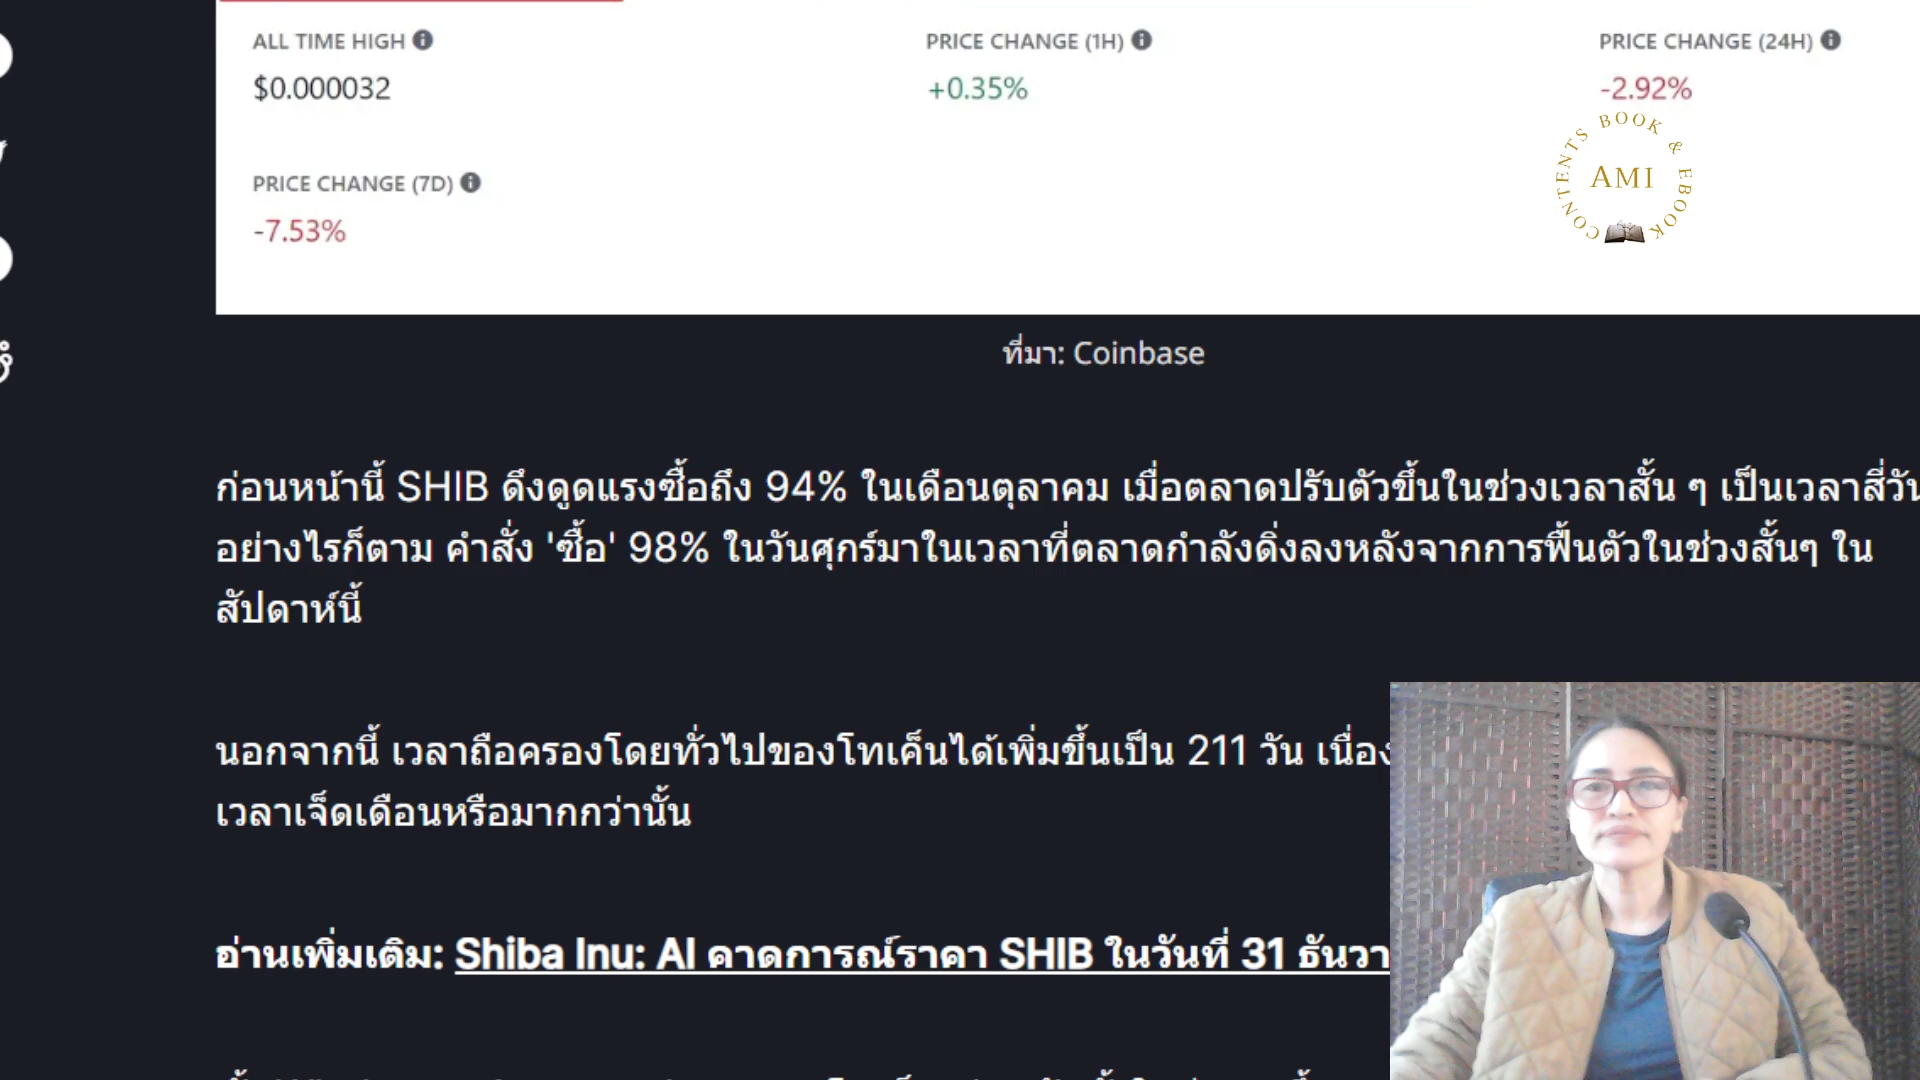 ALL TIME HIGH
PRICE CHANGE (1H)
PRICE CHANGE (24H)
$0.000032
+0.35%
-2.92%
CONTENTS BOOK & EBOOK
AMI
PRICE CHANGE (7D)
-7.53%
ที่มา: Coinbase
ก่อนหน้านี้ SHIB ดึงดูดแรงซื้อถึง 94% ในเดือนตุลาคม เมื่อตลาดปรับตัวขึ้นในช่วงเวลาสั้น ๆ เป็นเวลาสี่วัน
อย่างไรก็ตาม คำสั่ง 'ซื้อ' 98% ในวันศุกร์มาในเวลาที่ตลาดกำลังดิ่งลงหลังจากการฟื้นตัวในช่วงสั้นๆ ใน
สัปดาห์นี้
นอกจากนี้ เวลาถือครองโดยทั่วไปของโทเค็นได้เพิ่มขึ้นเป็น 211 วัน เนื่อง
เวลาเจ็ดเดือนหรือมากกว่านั้น
อ่านเพิ่มเติม: Shiba Inu: AI คาดการณ์ราคา SHIB ในวันที่ 31 ธันวา